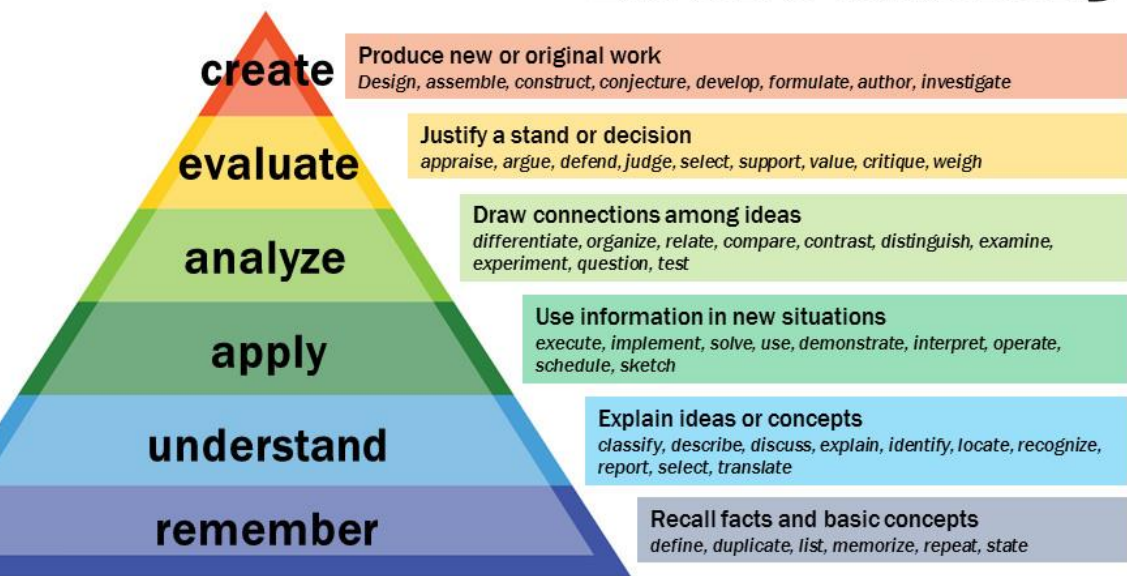 create
Produce new or original work
Design, assemble, construct, conjecture, develop, formulate, author, investigate
evaluate
Justify a stand or decision
appraise, argue, defend, judge, select, support, value, critique, weigh
analyze
Draw connections among ideas
differentiate, organize, relate, compare, contrast, distinguish, examine,
experiment, question, test
apply
Use information in new situations
execute, implement, solve, use, demonstrate, interpret, operate,
schedule, sketch
understand
Explain ideas or concepts
classify, describe, discuss, explain, identify, locate, recognize,
report, select, translate
remember
Recall facts and basic concepts
define, duplicate, list, memorize, repeat, state